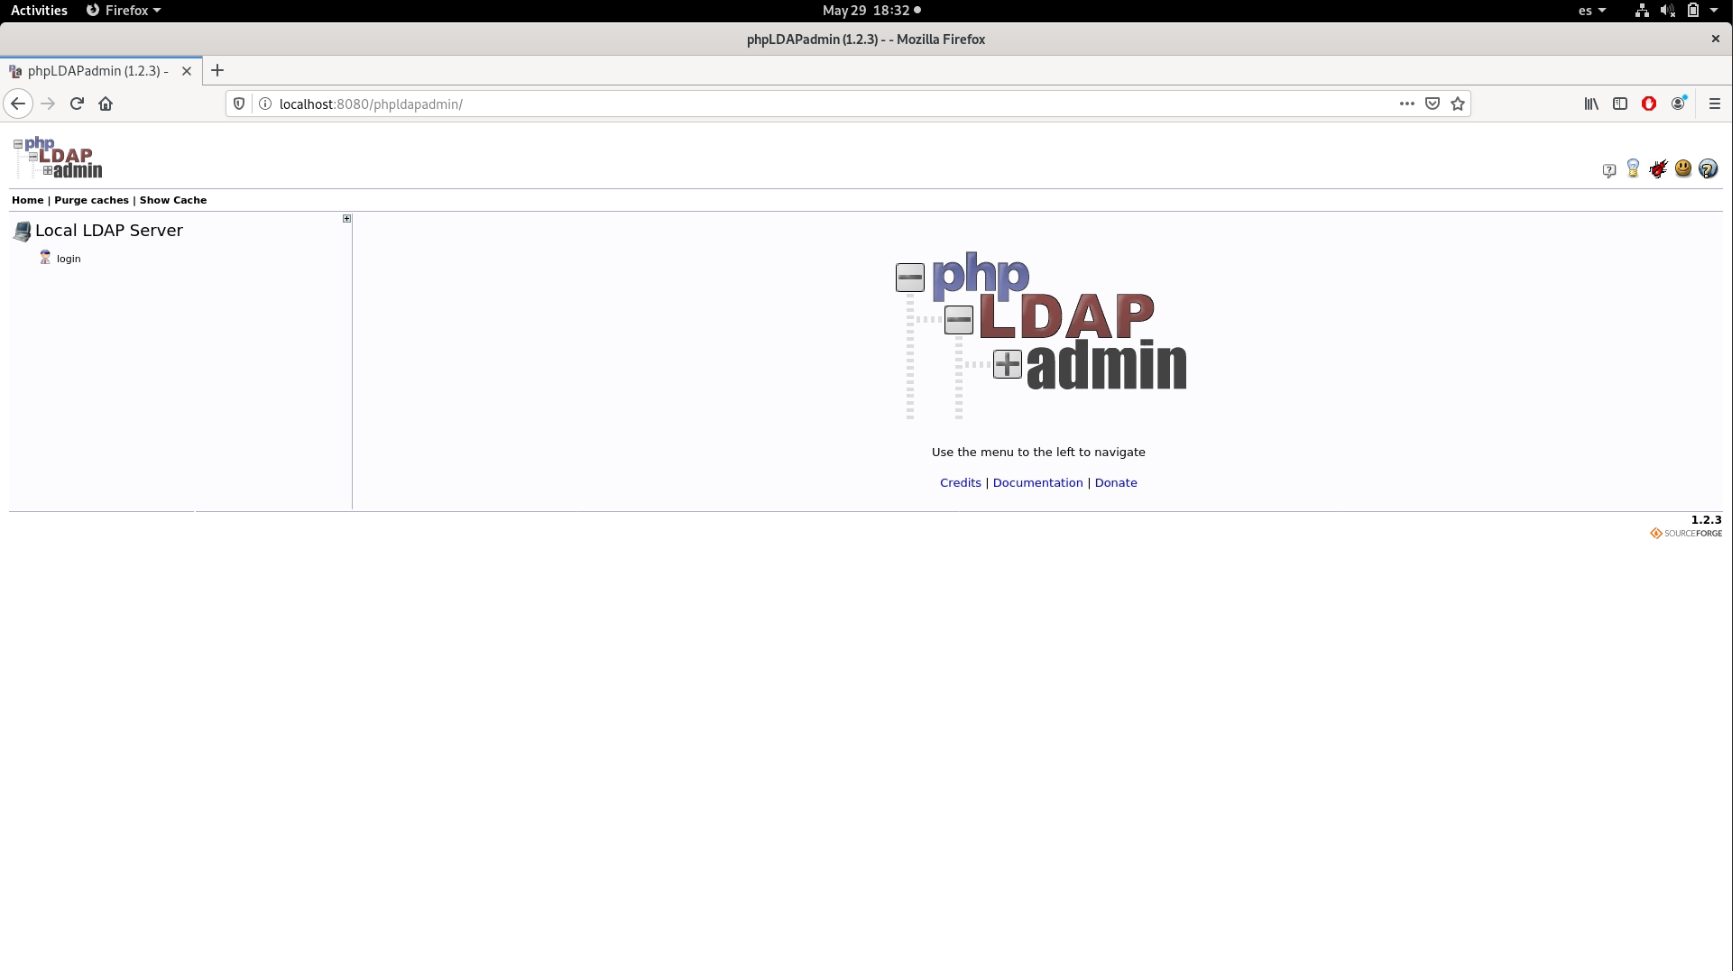 Activities Firefox May 29 18:32 es
phpLDAPadmin (1.2.3) - - Mozilla Firefox
phpLDAPadmin (1.2.3) -
localhost:8080/phpldapadmin/
php
LDAP
admin
Home | Purge caches | Show Cache
Local LDAP Server
login
php
LDAP
admin
Use the menu to the left to navigate
Credits | Documentation | Donate
1.2.3
SOURCEFORGE